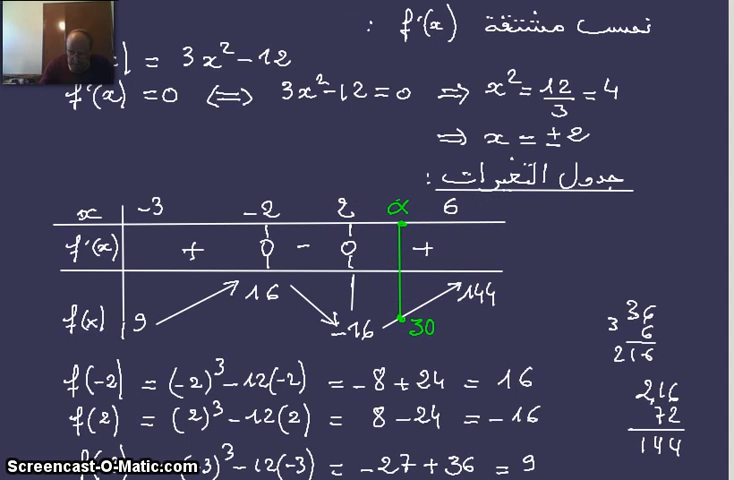 نحسب مشتقة f'(x) :
= 3x² - 12
f'(x) = 0 ⟺ 3x² - 12 = 0 ⟹ x² = 12/3 = 4
⟹ x = ±2
جدول التغيرات :
x -3 -2 2 α 6
f'(x) + 0 - 0 +
f(x) 9 16 -16 30 144
f(-2) = (-2)³ - 12(-2) = -8 + 24 = 16
f(2) = (2)³ - 12(2) = 8 - 24 = -16
3)³ - 12(-3) = -27 + 36 = 9
36
3 6
216
216
72
144
Screencast-O-Matic.com